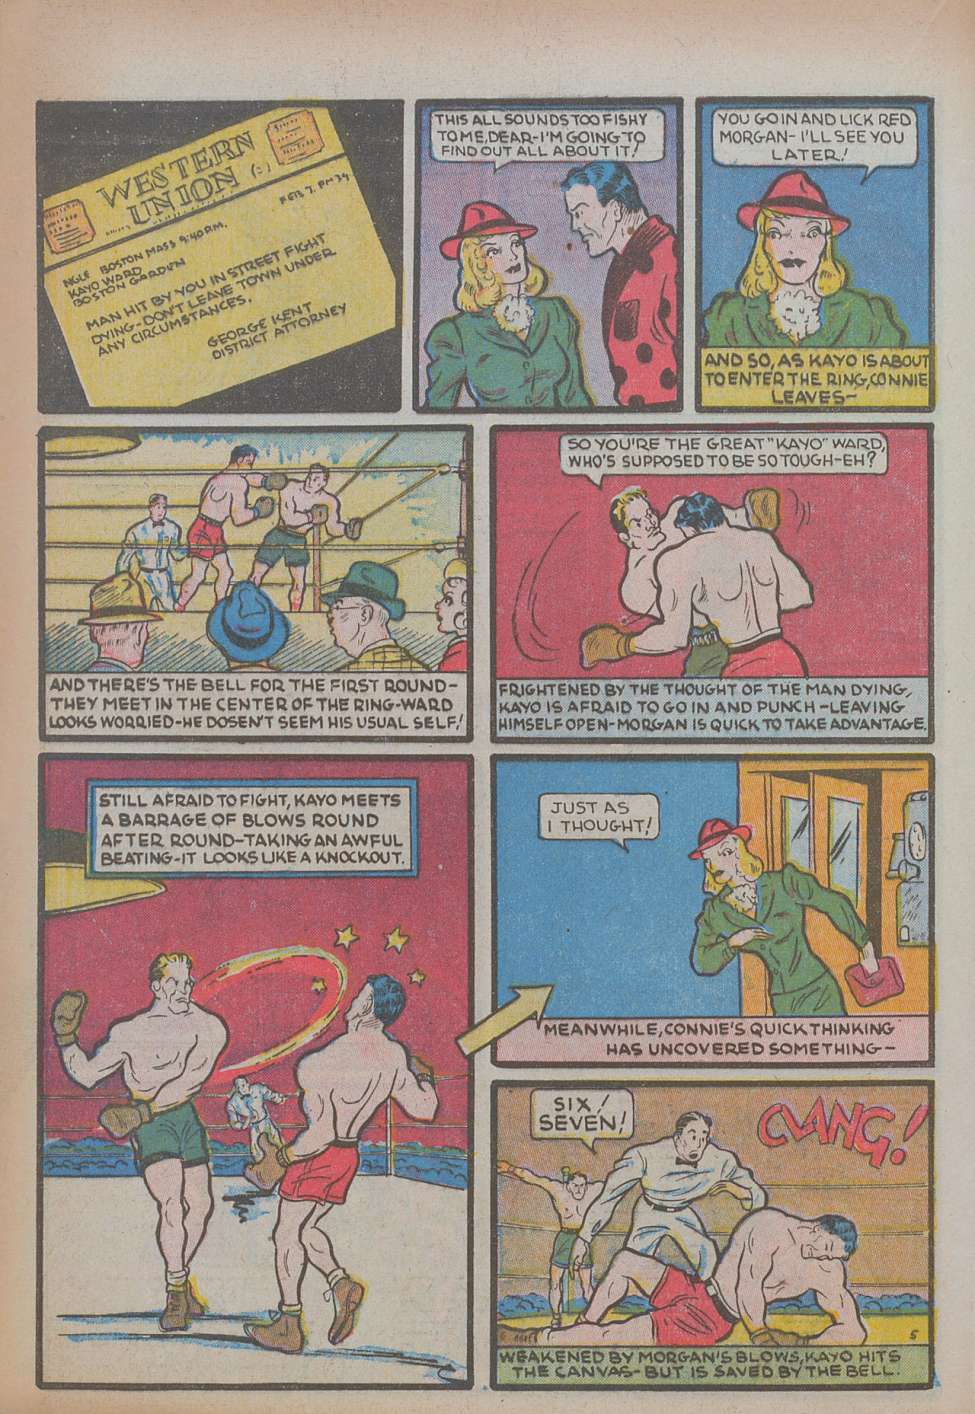 WESTERN
UNION
FEB 7. PM 34
NGLE BOSTON MASS 9:40 P.M.
KAYO WARD
BOSTON GARDEN
MAN HIT BY YOU IN STREET FIGHT
DYING-DON'T LEAVE TOWN UNDER
ANY CIRCUMSTANCES.
GEORGE KENT
DISTRICT ATTORNEY
THIS ALL SOUNDS TOO FISHY
TO ME, DEAR-I'M GOING TO
FIND OUT ALL ABOUT IT!
YOU GO IN AND LICK RED
MORGAN-I'LL SEE YOU
LATER!
AND SO, AS KAYO IS ABOUT
TO ENTER THE RING, CONNIE
LEAVES-
AND THERE'S THE BELL FOR THE FIRST ROUND-
THEY MEET IN THE CENTER OF THE RING-WARD
LOOKS WORRIED-HE DOSEN'T SEEM HIS USUAL SELF!
SO YOU'RE THE GREAT "KAYO" WARD,
WHO'S SUPPOSED TO BE SO TOUGH-EH?
FRIGHTENED BY THE THOUGHT OF THE MAN DYING,
KAYO IS AFRAID TO GO IN AND PUNCH-LEAVING
HIMSELF OPEN-MORGAN IS QUICK TO TAKE ADVANTAGE.
STILL AFRAID TO FIGHT, KAYO MEETS
A BARRAGE OF BLOWS ROUND
AFTER ROUND-TAKING AN AWFUL
BEATING-IT LOOKS LIKE A KNOCKOUT.
JUST AS
I THOUGHT!
MEANWHILE, CONNIE'S QUICK THINKING
HAS UNCOVERED SOMETHING-
SIX!
SEVEN!
CLANG!
5
WEAKENED BY MORGAN'S BLOWS, KAYO HITS
THE CANVAS-BUT IS SAVED BY THE BELL.